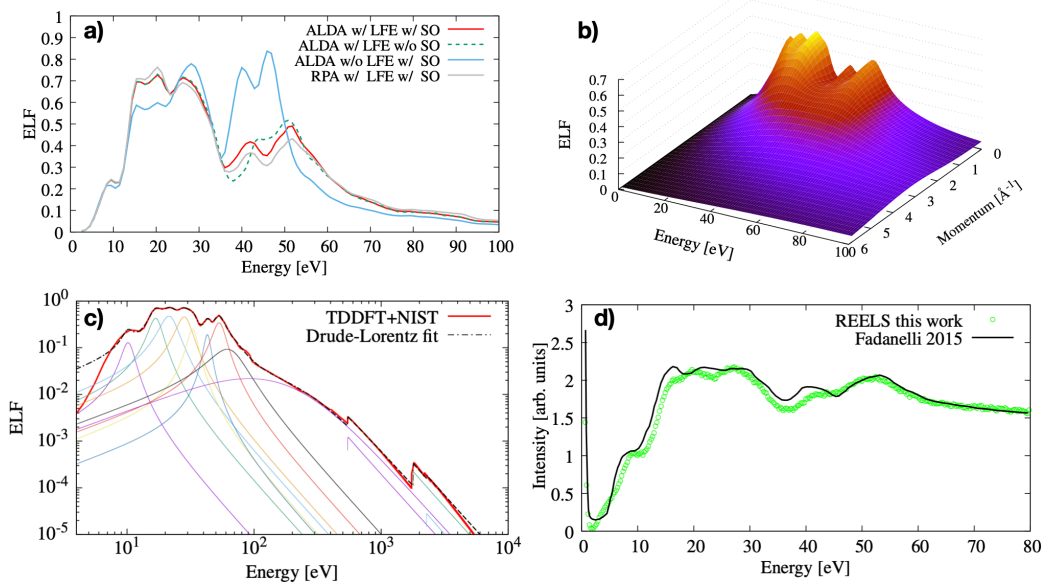 a)
ALDA w/ LFE w/ SO
ALDA w/ LFE w/o SO
ALDA w/o LFE w/ SO
RPA w/ LFE w/ SO
ELF
1
0.9
0.8
0.7
0.6
0.5
0.4
0.3
0.2
0.1
0
0 10 20 30 40 50 60 70 80 90 100
Energy [eV]
b)
ELF
0.7
0.6
0.5
0.4
0.3
0.2
0.1
0
0 20 40 60 80 100
Energy [eV]
0 1 2 3 4 5 6
Momentum [Å⁻¹]
c)
TDDFT+NIST
Drude-Lorentz fit
ELF
10⁰
10⁻¹
10⁻²
10⁻³
10⁻⁴
10⁻⁵
10¹ 10² 10³ 10⁴
Energy [eV]
d)
REELS this work
Fadanelli 2015
Intensity [arb. units]
3
2.5
2
1.5
1
0.5
0
0 10 20 30 40 50 60 70 80
Energy [eV]